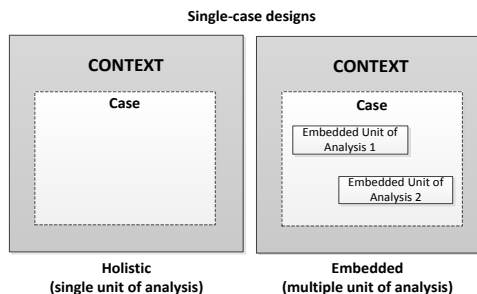 Single-case designs
CONTEXT
Case
Holistic
(single unit of analysis)
CONTEXT
Case
Embedded Unit of
Analysis 1
Embedded Unit of
Analysis 2
Embedded
(multiple unit of analysis)